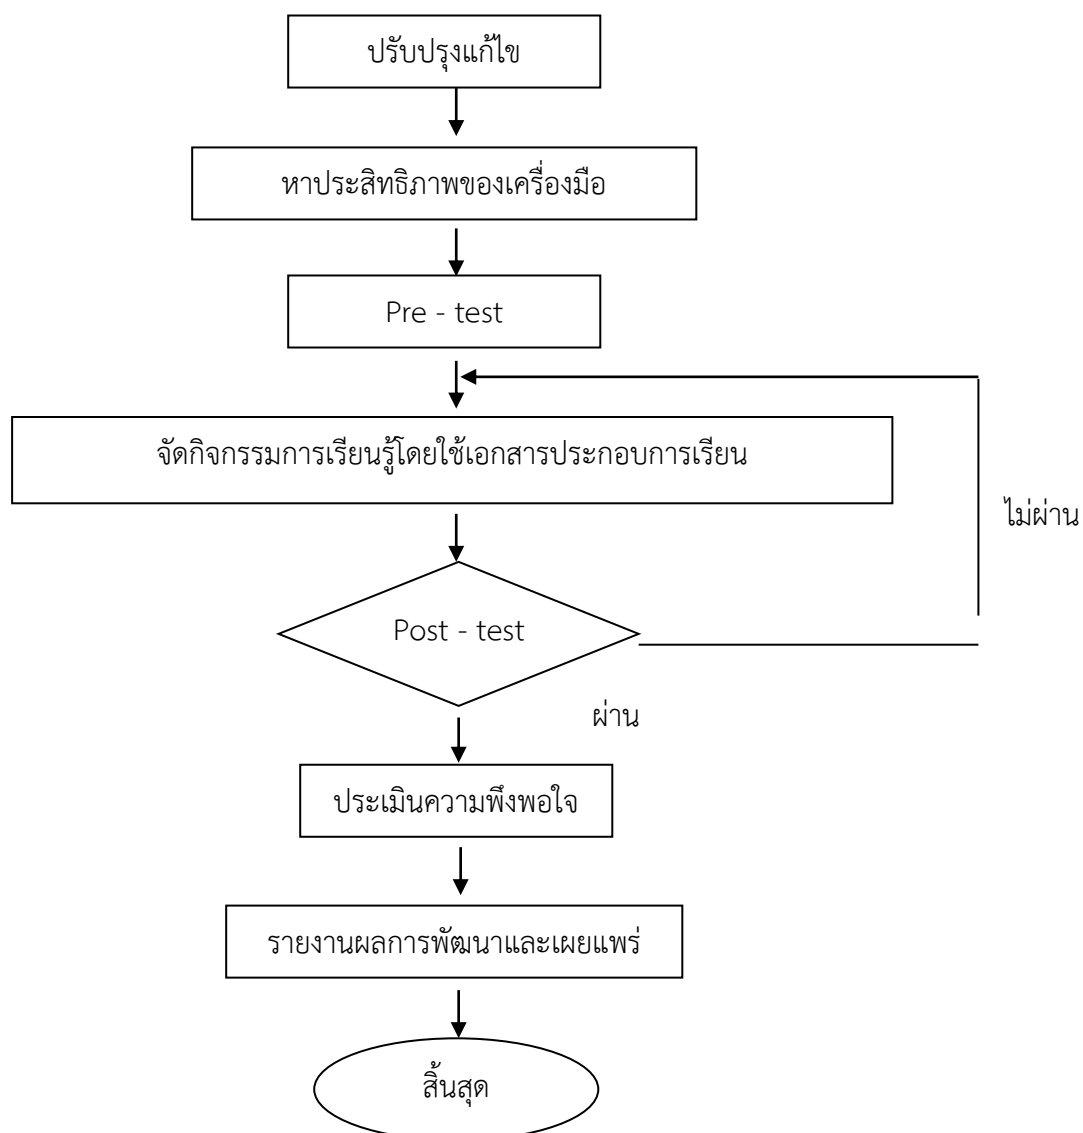 ปรับปรุงแก้ไข
หาประสิทธิภาพของเครื่องมือ
Pre - test
จัดกิจกรรมการเรียนรู้โดยใช้เอกสารประกอบการเรียน
ไม่ผ่าน
Post - test
ผ่าน
ประเมินความพึงพอใจ
รายงานผลการพัฒนาและเผยแพร่
สิ้นสุด